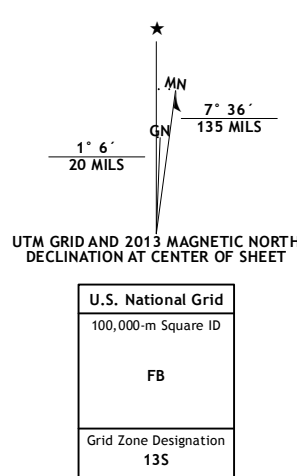 ★
MN
GN
7° 36´
135 MILS
1° 6´
20 MILS
UTM GRID AND 2013 MAGNETIC NORTH
DECLINATION AT CENTER OF SHEET
U.S. National Grid
100,000-m Square ID
FB
Grid Zone Designation
13S